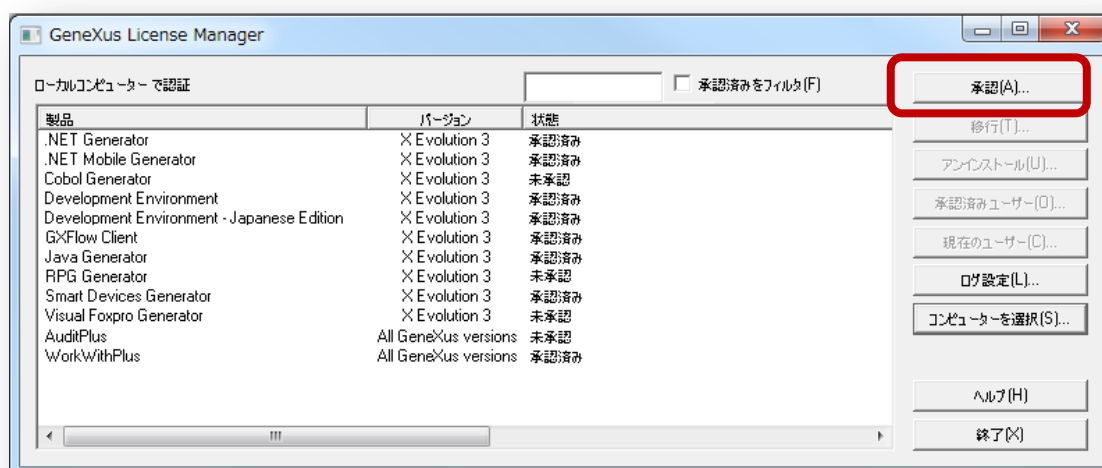 GeneXus License Manager
ローカルコンピューター で認証
承認済みをフィルタ(F)
承認(A)...
製品 バージョン 状態
移行(T)...
.NET Generator X Evolution 3 承認済み
.NET Mobile Generator X Evolution 3 承認済み
アンインストール(U)...
Cobol Generator X Evolution 3 未承認
Development Environment X Evolution 3 承認済み
承認済みユーザー(O)...
Development Environment - Japanese Edition X Evolution 3 承認済み
GXFlow Client X Evolution 3 承認済み
現在のユーザー(C)...
Java Generator X Evolution 3 承認済み
RPG Generator X Evolution 3 未承認
ログ設定(L)...
Smart Devices Generator X Evolution 3 承認済み
Visual Foxpro Generator X Evolution 3 未承認
コンピューターを選択(S)...
AuditPlus All GeneXus versions 未承認
WorkWithPlus All GeneXus versions 承認済み
ヘルプ(H)
終了(X)